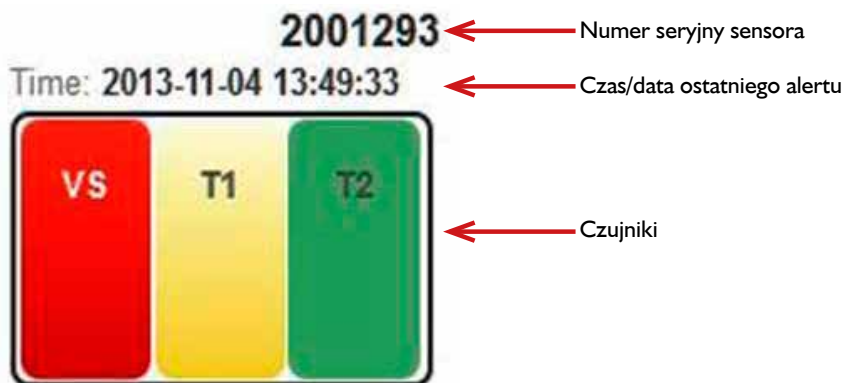 2001293 Numer seryjny sensora
Time: 2013-11-04 13:49:33 Czas/data ostatniego alertu
VS T1 T2
Czujniki